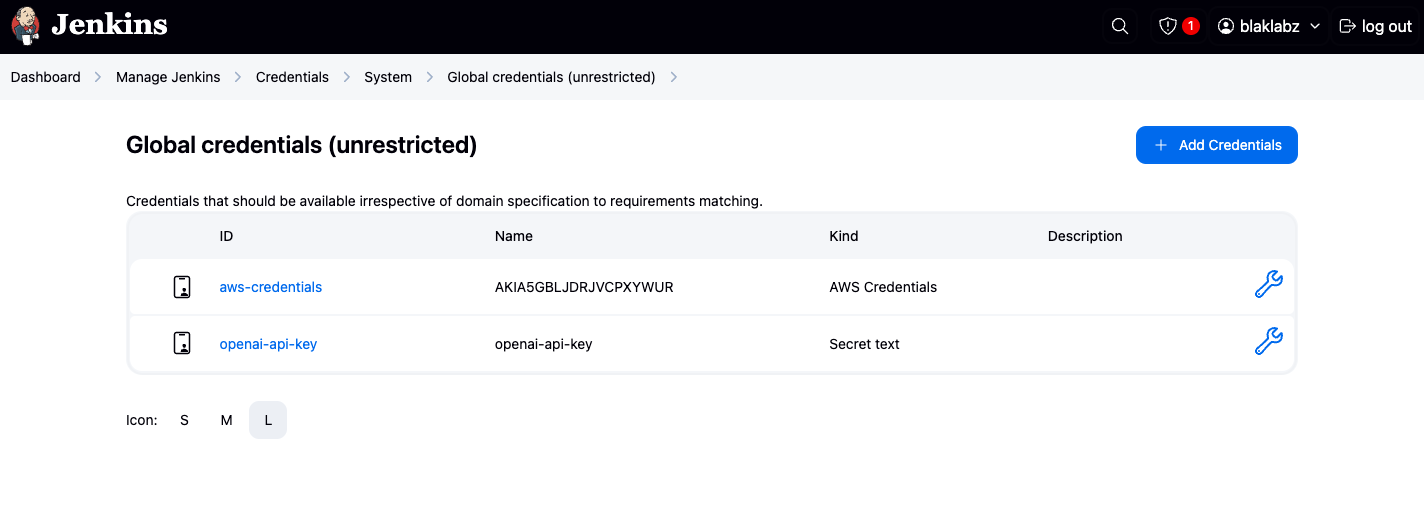 Jenkins 1 blaklabz log out
Dashboard Manage Jenkins Credentials System Global credentials (unrestricted)
Global credentials (unrestricted) Add Credentials
Credentials that should be available irrespective of domain specification to requirements matching.
ID Name Kind Description
aws-credentials AKIA5GBLJDRJVCPXYWUR AWS Credentials
openai-api-key openai-api-key Secret text
Icon: S M L